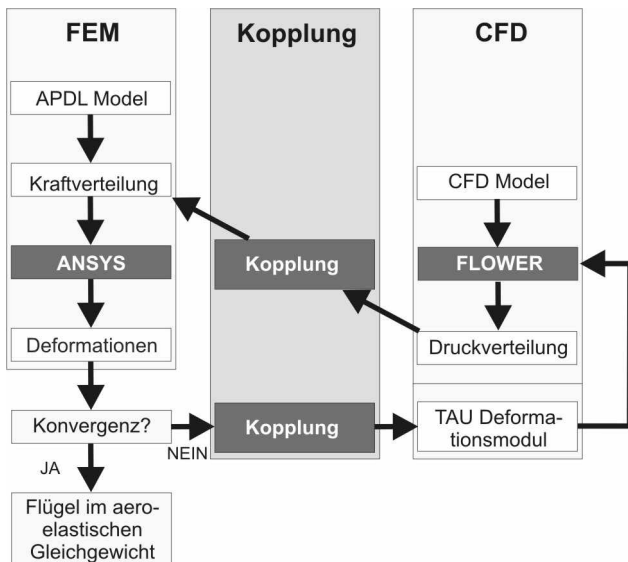 FEM
APDL Model
Kraftverteilung
ANSYS
Deformationen
Konvergenz?
JA
NEIN
Flügel im aero-
elastischen
Gleichgewicht
Kopplung
Kopplung
Kopplung
CFD
CFD Model
FLOWER
Druckverteilung
TAU Deforma-
tionsmodul